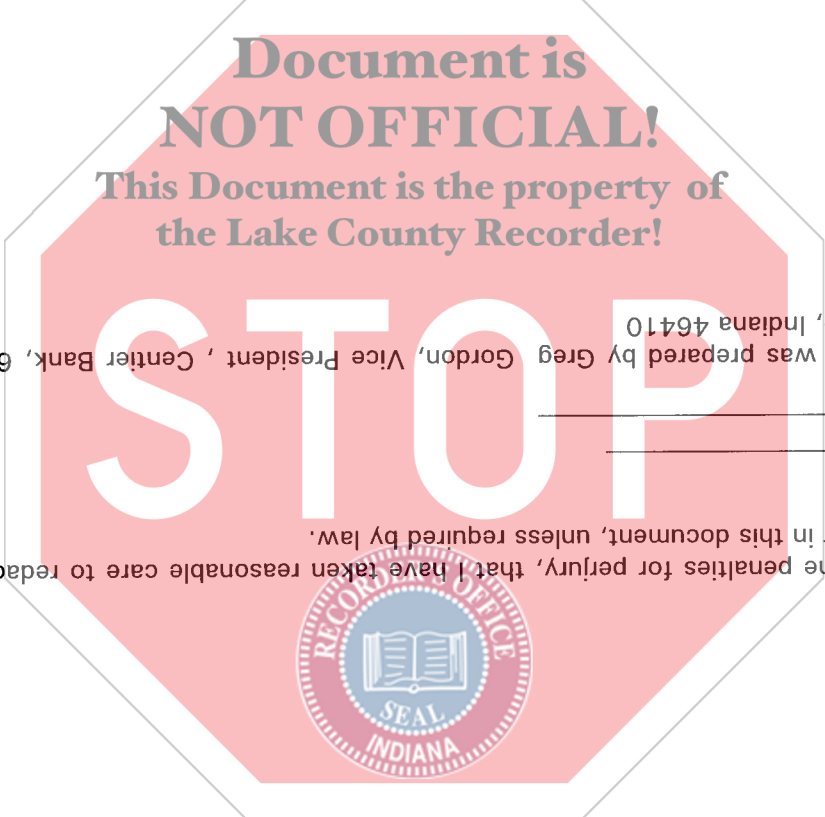 Document is
NOT OFFICIAL!
This Document is the property of
the Lake County Recorder!
STOP
, Indiana 46410
was prepared by Greg Gordon, Vice President , Centier Bank, 6
in this document, unless required by law.
penalties for perjury, that I have taken reasonable care to
RECORDER'S OFFICE
SEAL
INDIANA